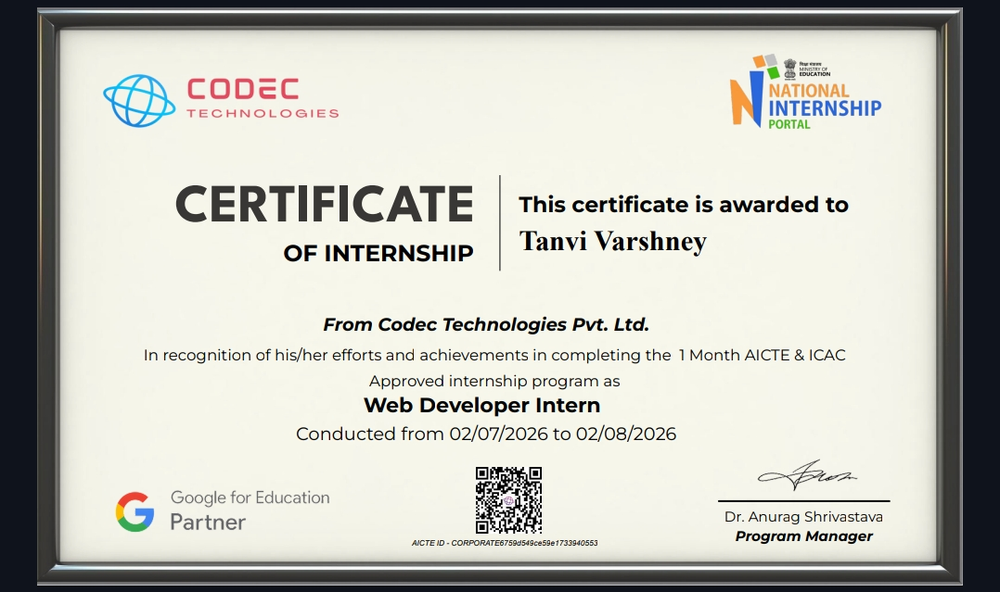 CODEC
TECHNOLOGIES
MINISTRY OF
EDUCATION
NATIONAL
INTERNSHIP
PORTAL
CERTIFICATE
OF INTERNSHIP
This certificate is awarded to
Tanvi Varshney
From Codec Technologies Pvt. Ltd.
In recognition of his/her efforts and achievements in completing the 1 Month AICTE & ICAC
Approved internship program as
Web Developer Intern
Conducted from 02/07/2026 to 02/08/2026
Google for Education
Partner
AICTE ID - CORPORATE6759d549ce59e1733940553
Dr. Anurag Shrivastava
Program Manager